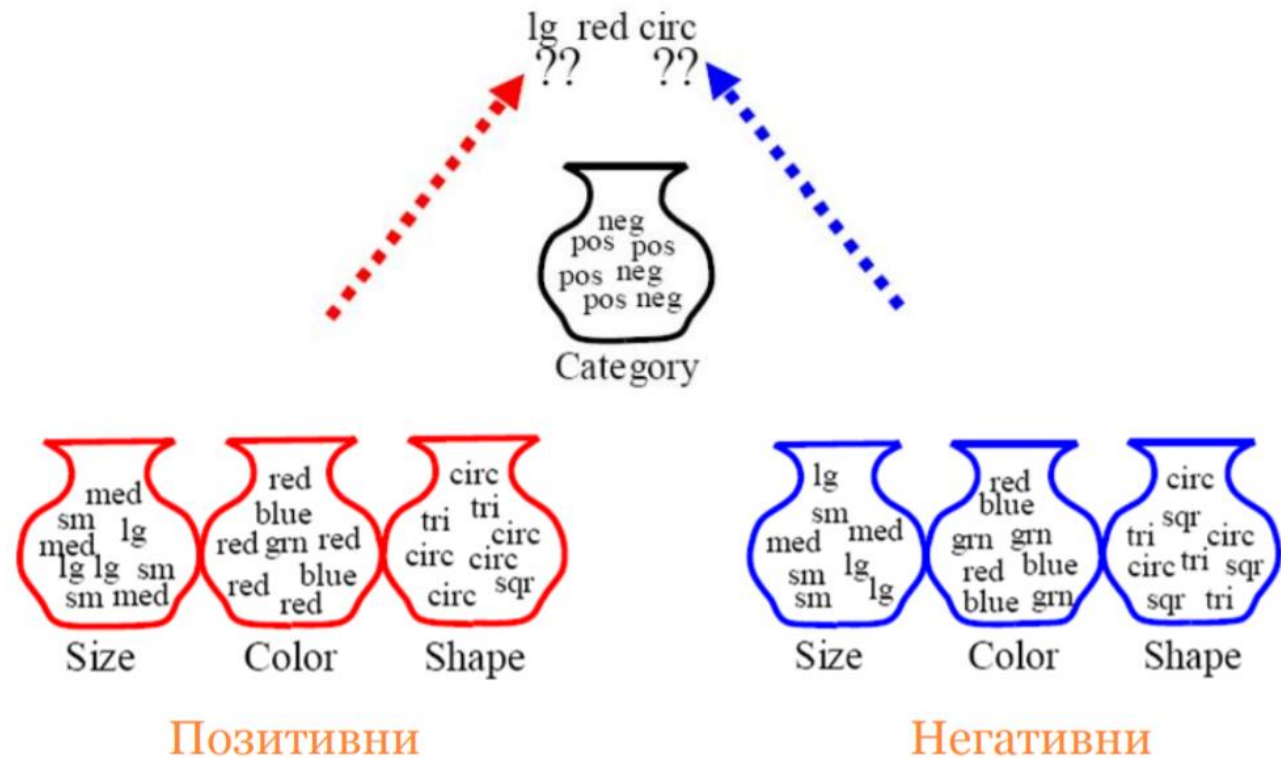 lg red circ
?? ??
neg
pos pos
pos neg
pos neg
Category
med
sm lg
med
lg lg sm
sm med
Size
red
blue
red grn red
red blue
red
Color
circ
tri tri
circ
circ circ
circ sqr
Shape
Позитивни
lg
sm
med med
sm lg
sm lg
Size
red
blue
grn grn
red blue
blue grn
Color
circ
sqr
tri circ
circ tri sqr
sqr tri
Shape
Негативни